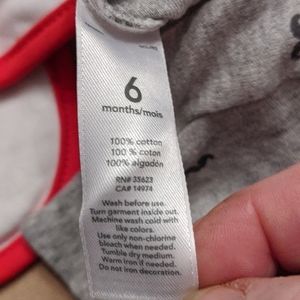 6
months/mois
100% cotton
100 % coton
100% algodón
RN# 35623
CA# 14974
Wash before use.
Turn garment inside out.
Machine wash cold with
like colors.
Use only non-chlorine
bleach when needed.
Tumble dry medium.
Warm iron if needed.
Do not iron decoration.